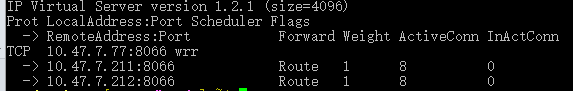 IP Virtual Server version 1.2.1 (size=4096)
Prot LocalAddress:Port Scheduler Flags
  -> RemoteAddress:Port           Forward Weight ActiveConn InActConn
TCP  10.47.7.77:8066 wrr
  -> 10.47.7.211:8066             Route   1      8          0
  -> 10.47.7.212:8066             Route   1      8          0